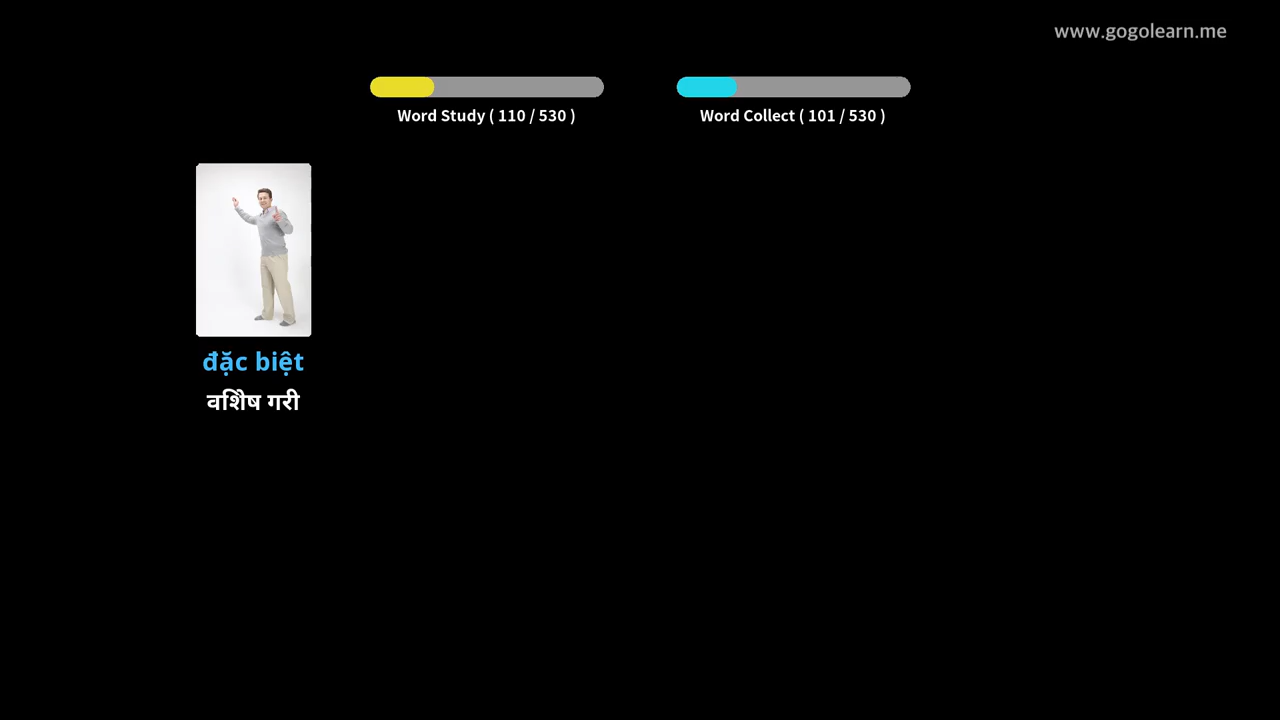 www.gogolearn.me
Word Study ( 110 / 530 )
Word Collect ( 101 / 530 )
đặc biệt
विशेष गरी